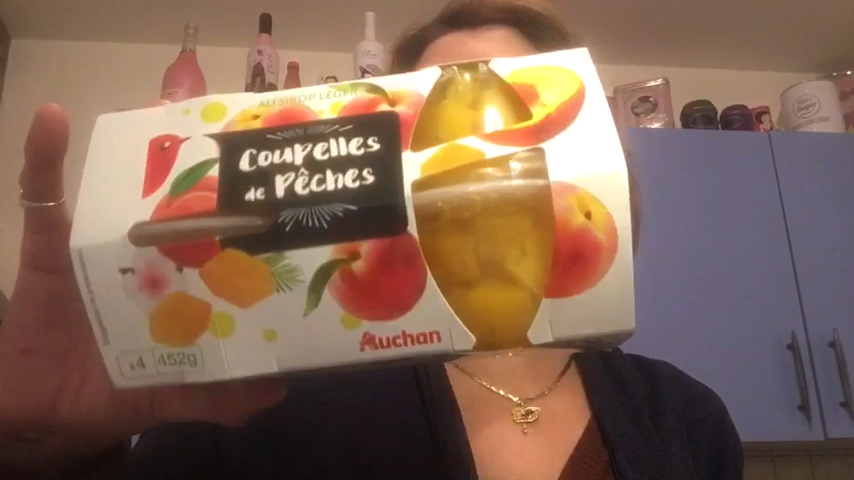 AU SIROP LÉGER
Coupelles
de Pêches
Auchan
x4 452g